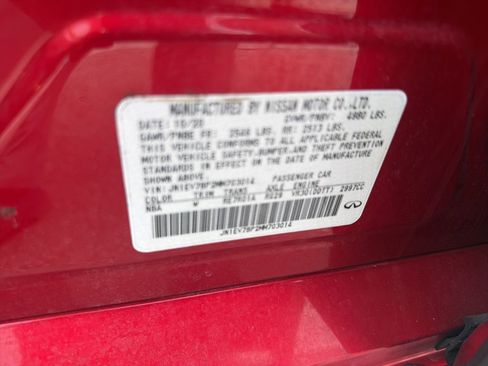 MANUFACTURED BY NISSAN MOTOR CO.,LTD.
DATE: 10/20 GVWR/PNBV: 4980 LBS.
GAWR/PNBE FR: 2548 LBS. RR: 2513 LBS.
THIS VEHICLE CONFORMS TO ALL APPLICABLE FEDERAL
MOTOR VEHICLE SAFETY,BUMPER,AND THEFT PREVENTION
STANDARDS IN EFFECT ON THE DATE OF MANUFACTURE
SHOWN ABOVE.
VIN: JN1EV7BP2MM703014 PASSENGER CAR
COLOR TRIM TRANS AXLE ENGINE
NBA W RE7R01A R229 VR30(DDTT) 2997CC
JN1EV7BP2MM703014